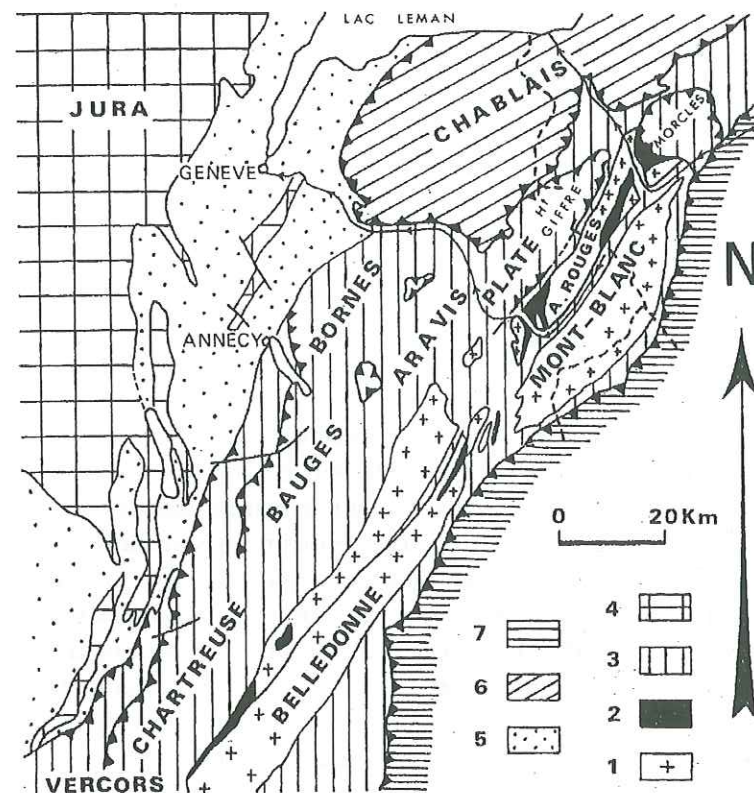 LAC LEMAN
JURA
CHABLAIS
MORCLES
GENEVE
HT
GIFFRE
PLATE
A. ROUGES
N
BORNES
ARAVIS
MONT-BLANC
ANNECY
BAUGES
0 20Km
CHARTREUSE
BELLEDONNE
7
4
6
3
5
2
1
VERCORS